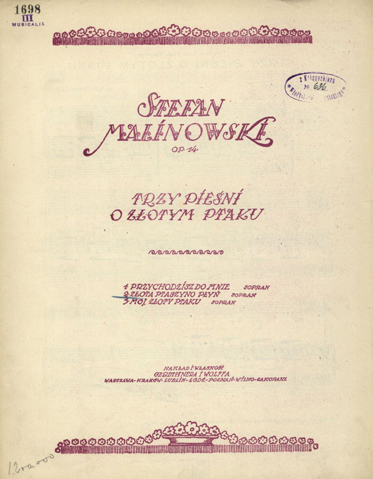 1698
III
MUSICALIA
Z Księgozbioru
STEFAN
MALINOWSKI
OP. 14
TRZY PIEŚNI
O ZŁOTYM PTAKU
1 PRZYCHODZISZ DO MNIE SOPRAN
2 ZŁOTA PTASZYNO PŁYŃ SOPRAN
3 MÓJ ZŁOTY PTAKU SOPRAN
NAKŁAD I WŁASNOŚĆ
GEBETHNERA I WOLFFA
WARSZAWA–KRAKÓW–LUBLIN–ŁÓDŹ–POZNAŃ–WILNO–ZAKOPANE